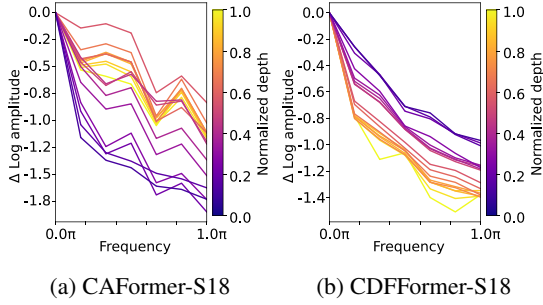 0.0
-0.2
-0.5
-0.8
-1.0
-1.2
-1.5
-1.8
Δ Log amplitude
0.0π
1.0π
Frequency
1.0
0.8
0.6
0.4
0.2
0.0
Normalized depth
(a) CAFormer-S18
0.0
-0.2
-0.4
-0.6
-0.8
-1.0
-1.2
-1.4
Δ Log amplitude
0.0π
1.0π
Frequency
1.0
0.8
0.6
0.4
0.2
0.0
Normalized depth
(b) CDFFormer-S18